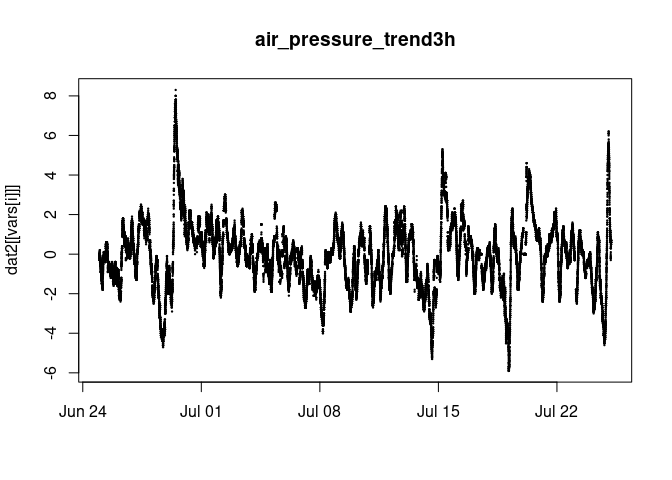 air_pressure_trend3h
dat2[[vars[i]]]
8
6
4
2
0
-2
-4
-6
Jun 24
Jul 01
Jul 08
Jul 15
Jul 22